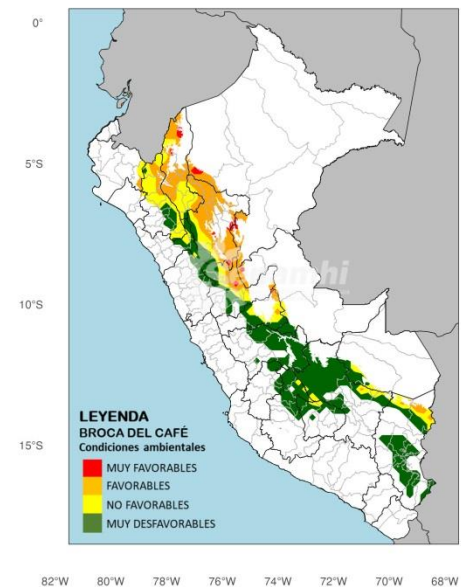 0°
5°S
10°S
15°S
senamhi
LEYENDA
BROCA DEL CAFÉ
Condiciones ambientales
MUY FAVORABLES
FAVORABLES
NO FAVORABLES
MUY DESFAVORABLES
82°W 80°W 78°W 76°W 74°W 72°W 70°W 68°W